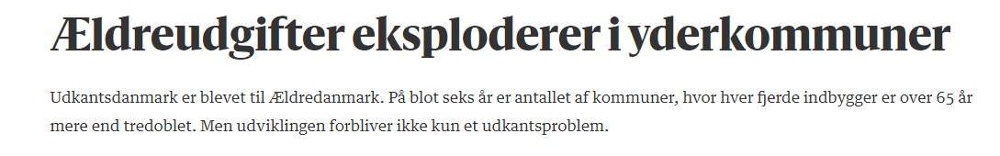 Ældreudgifter eksploderer i yderkommuner
Udkantsdanmark er blevet til Ældredanmark. På blot seks år er antallet af kommuner, hvor hver fjerde indbygger er over 65 år
mere end tredoblet. Men udviklingen forbliver ikke kun et udkantsproblem.